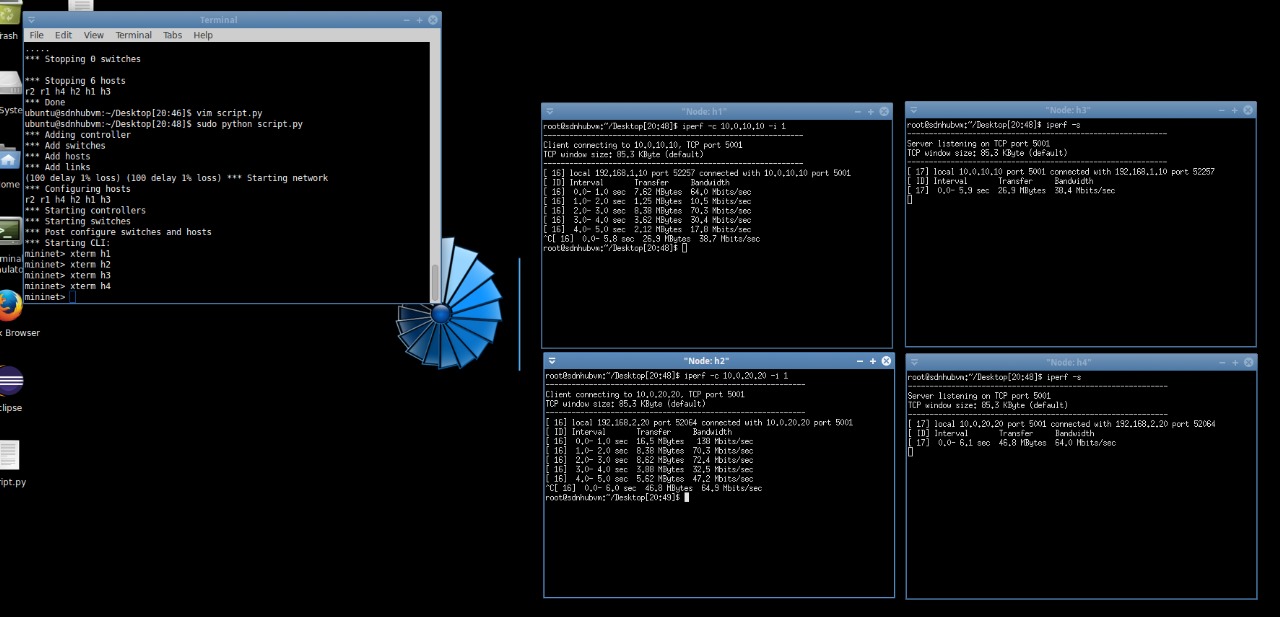 rash
Syste
ome
minal
mulato
x Browser
clipse
ript.py
Terminal
File Edit View Terminal Tabs Help
.....
*** Stopping 0 switches
*** Stopping 6 hosts
r2 r1 h4 h2 h1 h3
*** Done
ubuntu@sdnhubvm:~/Desktop[20:46]$ vim script.py
ubuntu@sdnhubvm:~/Desktop[20:48]$ sudo python script.py
*** Adding controller
*** Add switches
*** Add hosts
*** Add links
(100 delay 1% loss) (100 delay 1% loss) *** Starting network
*** Configuring hosts
r2 r1 h4 h2 h1 h3
*** Starting controllers
*** Starting switches
*** Post configure switches and hosts
*** Starting CLI:
mininet> xterm h1
mininet> xterm h2
mininet> xterm h3
mininet> xterm h4
mininet>
"Node: h1"
root@sdnhubvm:~/Desktop[20:48]$ iperf -c 10.0.10.10 -i 1
------------------------------------------------------------
Client connecting to 10.0.10.10, TCP port 5001
TCP window size: 85.3 KByte (default)
------------------------------------------------------------
[ 16] local 192.168.1.10 port 52257 connected with 10.0.10.10 port 5001
[ ID] Interval Transfer Bandwidth
[ 16] 0.0- 1.0 sec 7.62 MBytes 64.0 Mbits/sec
[ 16] 1.0- 2.0 sec 1.25 MBytes 10.5 Mbits/sec
[ 16] 2.0- 3.0 sec 8.38 MBytes 70.3 Mbits/sec
[ 16] 3.0- 4.0 sec 3.62 MBytes 30.4 Mbits/sec
[ 16] 4.0- 5.0 sec 2.12 MBytes 17.8 Mbits/sec
^C[ 16] 0.0- 5.8 sec 26.9 MBytes 38.7 Mbits/sec
root@sdnhubvm:~/Desktop[20:48]$
"Node: h3"
root@sdnhubvm:~/Desktop[20:48]$ iperf -s
------------------------------------------------------------
Server listening on TCP port 5001
TCP window size: 85.3 KByte (default)
------------------------------------------------------------
[ 17] local 10.0.10.10 port 5001 connected with 192.168.1.10 port 52257
[ ID] Interval Transfer Bandwidth
[ 17] 0.0- 5.9 sec 26.9 MBytes 38.4 Mbits/sec
"Node: h2"
root@sdnhubvm:~/Desktop[20:48]$ iperf -c 10.0.20.20 -i 1
------------------------------------------------------------
Client connecting to 10.0.20.20, TCP port 5001
TCP window size: 85.3 KByte (default)
------------------------------------------------------------
[ 16] local 192.168.2.20 port 52064 connected with 10.0.20.20 port 5001
[ ID] Interval Transfer Bandwidth
[ 16] 0.0- 1.0 sec 16.5 MBytes 138 Mbits/sec
[ 16] 1.0- 2.0 sec 8.38 MBytes 70.3 Mbits/sec
[ 16] 2.0- 3.0 sec 8.62 MBytes 72.4 Mbits/sec
[ 16] 3.0- 4.0 sec 3.88 MBytes 32.5 Mbits/sec
[ 16] 4.0- 5.0 sec 5.62 MBytes 47.2 Mbits/sec
^C[ 16] 0.0- 6.0 sec 46.8 MBytes 64.9 Mbits/sec
root@sdnhubvm:~/Desktop[20:49]$
"Node: h4"
root@sdnhubvm:~/Desktop[20:48]$ iperf -s
------------------------------------------------------------
Server listening on TCP port 5001
TCP window size: 85.3 KByte (default)
------------------------------------------------------------
[ 17] local 10.0.20.20 port 5001 connected with 192.168.2.20 port 52064
[ ID] Interval Transfer Bandwidth
[ 17] 0.0- 6.1 sec 46.8 MBytes 64.0 Mbits/sec